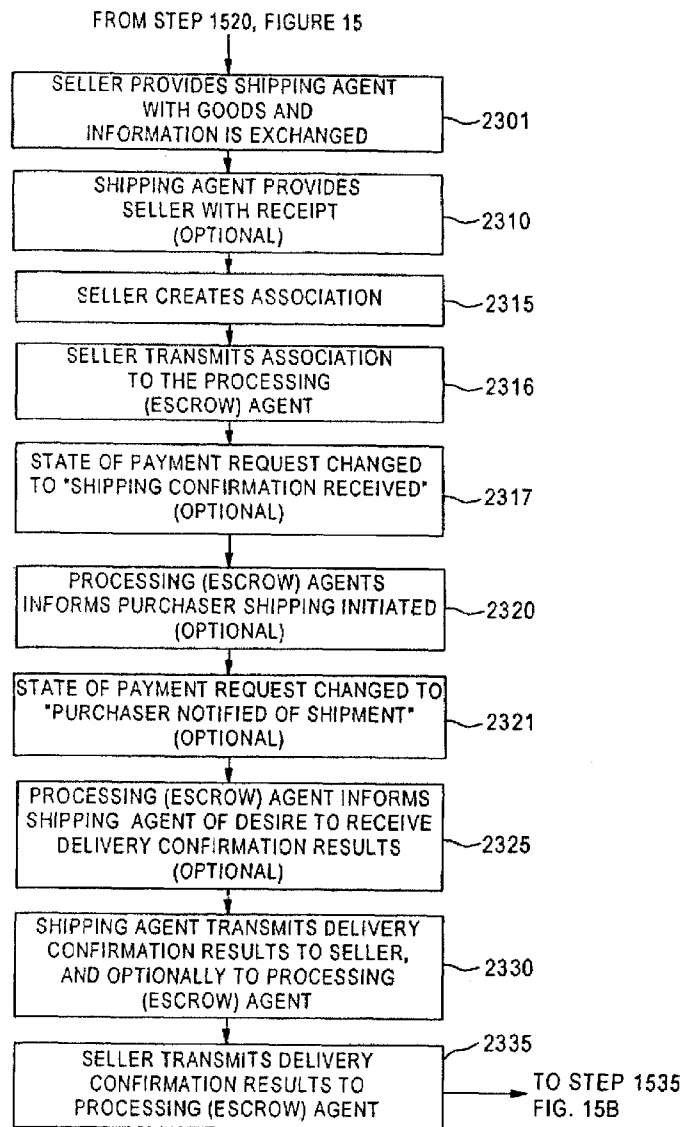 FROM STEP 1520, FIGURE 15
SELLER PROVIDES SHIPPING AGENT
WITH GOODS AND
INFORMATION IS EXCHANGED
2301
SHIPPING AGENT PROVIDES
SELLER WITH RECEIPT
(OPTIONAL)
2310
SELLER CREATES ASSOCIATION
2315
SELLER TRANSMITS ASSOCIATION
TO THE PROCESSING
(ESCROW) AGENT
2316
STATE OF PAYMENT REQUEST CHANGED
TO "SHIPPING CONFIRMATION RECEIVED"
(OPTIONAL)
2317
PROCESSING (ESCROW) AGENTS
INFORMS PURCHASER SHIPPING INITIATED
(OPTIONAL)
2320
STATE OF PAYMENT REQUEST CHANGED TO
"PURCHASER NOTIFIED OF SHIPMENT"
(OPTIONAL)
2321
PROCESSING (ESCROW) AGENT INFORMS
SHIPPING AGENT OF DESIRE TO RECEIVE
DELIVERY CONFIRMATION RESULTS
(OPTIONAL)
2325
SHIPPING AGENT TRANSMITS DELIVERY
CONFIRMATION RESULTS TO SELLER,
AND OPTIONALLY TO PROCESSING
(ESCROW) AGENT
2330
SELLER TRANSMITS DELIVERY
CONFIRMATION RESULTS TO
PROCESSING (ESCROW) AGENT
2335
TO STEP 1535
FIG. 15B